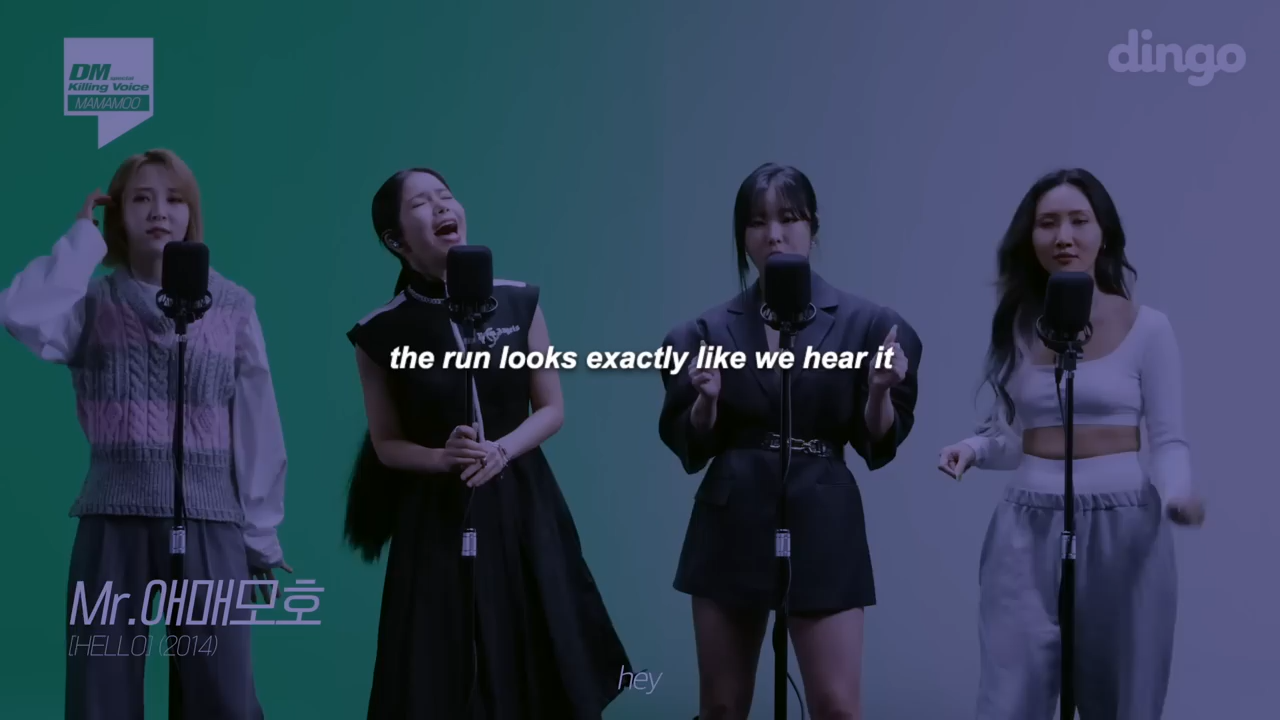 DM special
Killing Voice
MAMAMOO
dingo
the run looks exactly like we hear it
Mr.애매모호
[HELLO] (2014)
hey